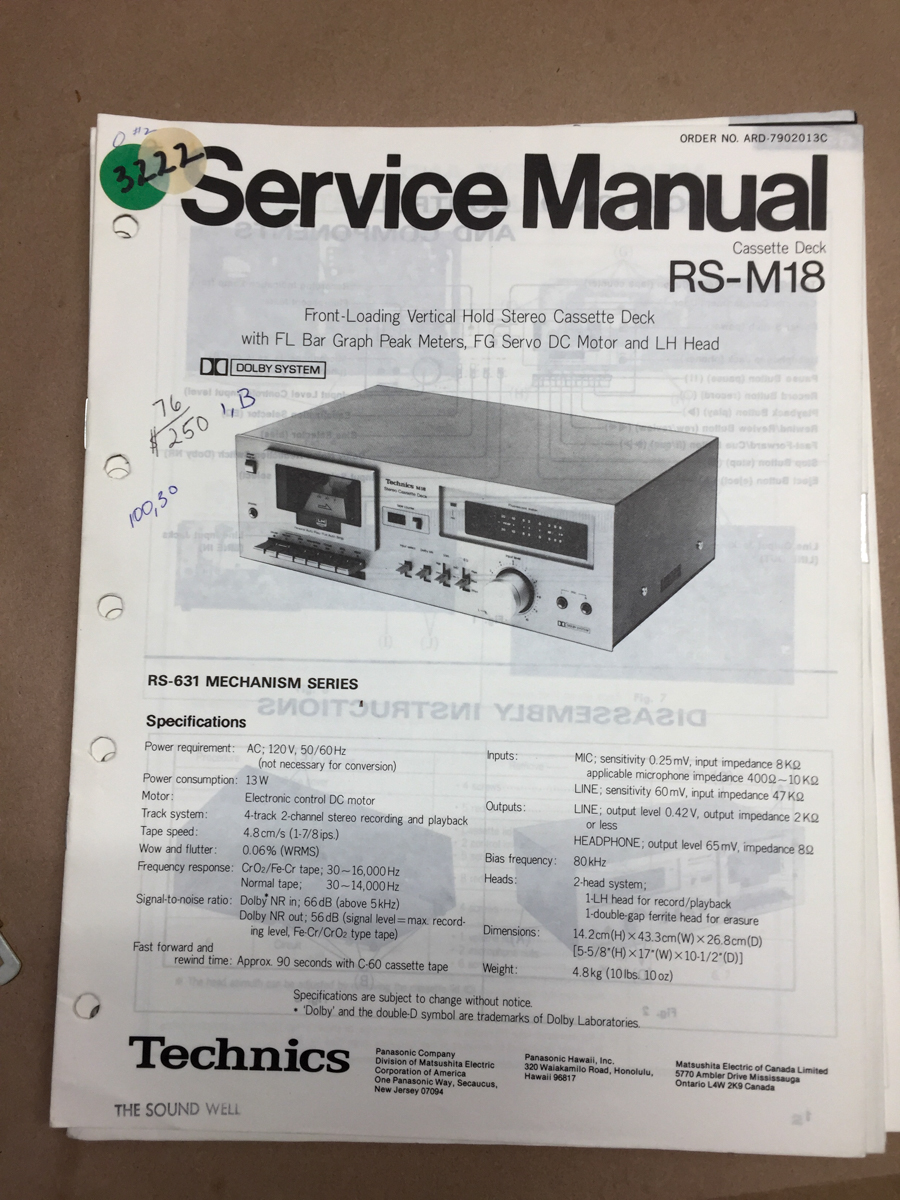 ORDER NO. ARD-7902013C
3222
Service Manual
Cassette Deck
RS-M18
Front-Loading Vertical Hold Stereo Cassette Deck
with FL Bar Graph Peak Meters, FG Servo DC Motor and LH Head
DOLBY SYSTEM
76
$250
1,B
100,30
Technics M18
Stereo Cassette Deck
RS-631 MECHANISM SERIES
Specifications
Power requirement: AC; 120V, 50/60Hz
(not necessary for conversion)
Power consumption: 13W
Motor: Electronic control DC motor
Track system: 4-track 2-channel stereo recording and playback
Tape speed: 4.8cm/s (1-7/8ips.)
Wow and flutter: 0.06% (WRMS)
Frequency response: CrO₂/Fe-Cr tape; 30~16,000Hz
Normal tape; 30~14,000Hz
Signal-to-noise ratio: Dolby* NR in; 66dB (above 5kHz)
Dolby NR out; 56dB (signal level=max. record-
ing level, Fe-Cr/CrO₂ type tape)
Fast forward and
rewind time: Approx. 90 seconds with C-60 cassette tape
Inputs: MIC; sensitivity 0.25mV, input impedance 8KΩ
applicable microphone impedance 400Ω~10KΩ
LINE; sensitivity 60mV, input impedance 47KΩ
Outputs: LINE; output level 0.42V, output impedance 2KΩ
or less
HEADPHONE; output level 65mV, impedance 8Ω
Bias frequency: 80kHz
Heads: 2-head system;
1-LH head for record/playback
1-double-gap ferrite head for erasure
Dimensions: 14.2cm(H)×43.3cm(W)×26.8cm(D)
[5-5/8"(H)×17"(W)×10-1/2"(D)]
Weight: 4.8kg (10lbs. 10oz)
Specifications are subject to change without notice.
• 'Dolby' and the double-D symbol are trademarks of Dolby Laboratories.
Technics
Panasonic Company
Division of Matsushita Electric
Corporation of America
One Panasonic Way, Secaucus,
New Jersey 07094
Panasonic Hawaii, Inc.
320 Waiakamilo Road, Honolulu,
Hawaii 96817
Matsushita Electric of Canada Limited
5770 Ambler Drive Mississauga
Ontario L4W 2K9 Canada
THE SOUND WELL